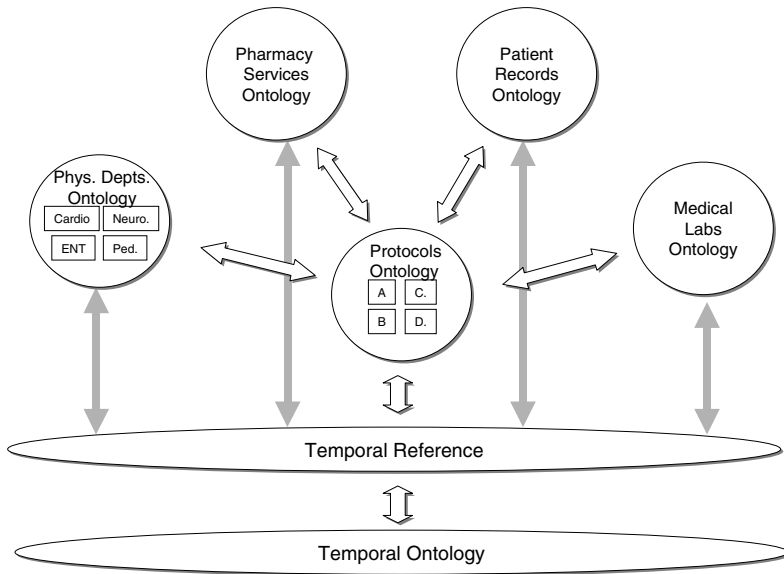 Pharmacy
Services
Ontology
Patient
Records
Ontology
Phys. Depts.
Ontology
Cardio
Neuro.
ENT
Ped.
Medical
Labs
Ontology
Protocols
Ontology
A
C.
B
D.
Temporal Reference
Temporal Ontology